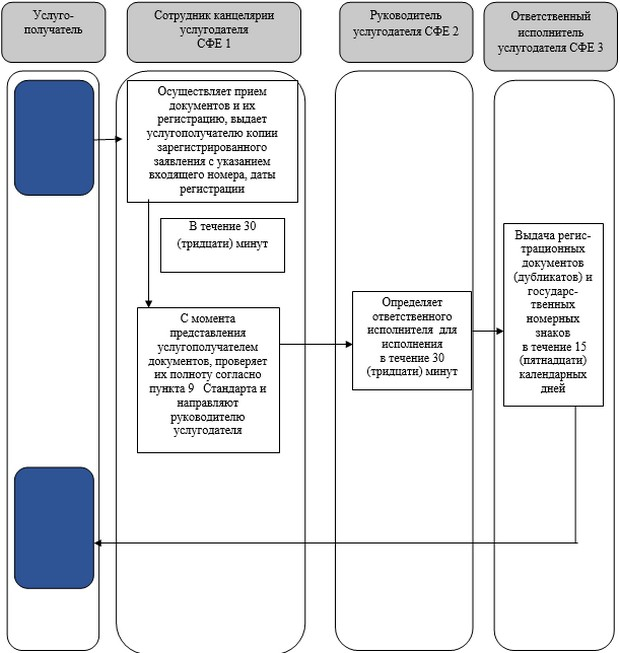 Услуго-
получатель
Сотрудник канцелярии
услугодателя
СФЕ 1
Руководитель
услугодателя СФЕ 2
Ответственный
исполнитель
услугодателя СФЕ 3
Осуществляет прием
документов и их
регистрацию, выдает
услугополучателю копии
зарегистрированного
заявления с указанием
входящего номера, даты
регистрации
В течение 30
(тридцати) минут
С момента
представления
услугополучателем
документов, проверяет
их полноту согласно
пункта 9 Стандарта и
направляют
руководителю
услугодателя
Определяет
ответственного
исполнителя для
исполнения
в течение 30
(тридцати) минут
Выдача регис-
трационных
документов
(дубликатов) и
государс-
твенных
номерных
знаков
в течение 15
(пятнадцати)
календарных
дней